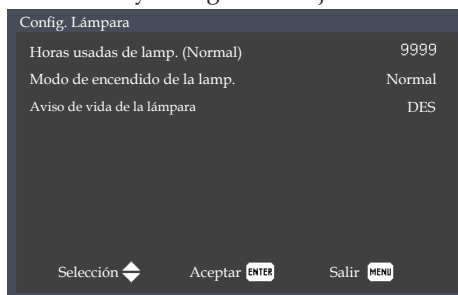 Config. Lámpara
Horas usadas de lamp. (Normal) 9999
Modo de encendido de la lamp. Normal
Aviso de vida de la lámpara DES
Selección Aceptar ENTER Salir MENU